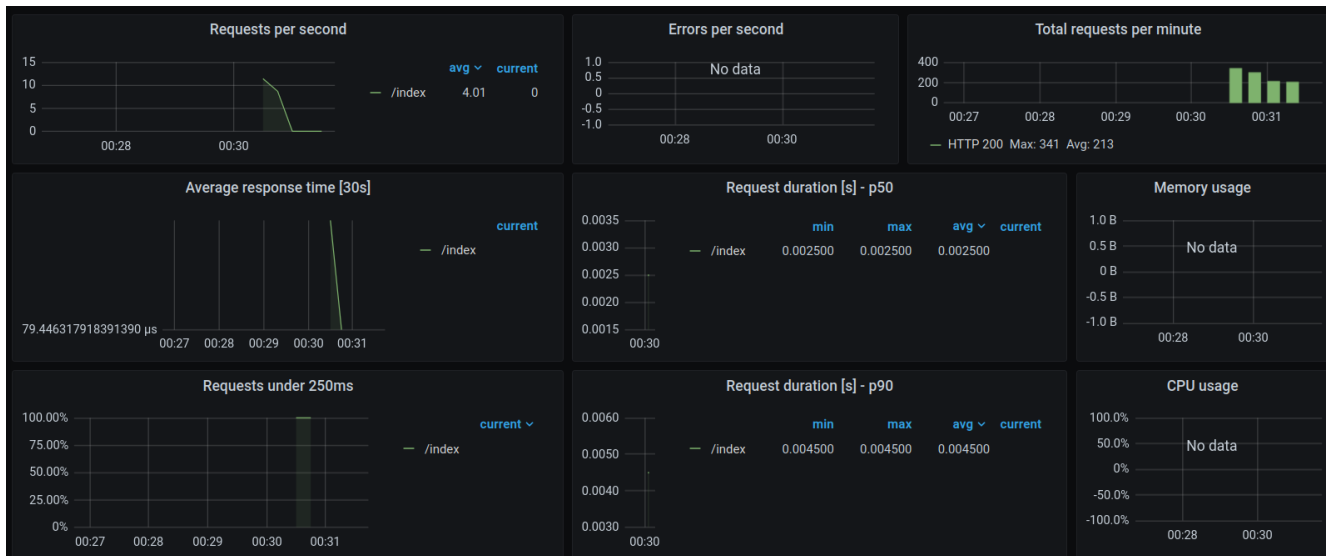 Requests per second
15
10
5
0
00:28 00:30
avg current
/index 4.01 0
Errors per second
1.0
0.5
0
-0.5
-1.0
No data
00:28 00:30
Total requests per minute
400
200
0
00:27 00:28 00:29 00:30 00:31
HTTP 200 Max: 341 Avg: 213
Average response time [30s]
79.446317918391390 µs
00:27 00:28 00:29 00:30 00:31
current
/index
Request duration [s] - p50
0.0035
0.0030
0.0025
0.0020
0.0015
00:30
min max avg current
/index 0.002500 0.002500 0.002500
Memory usage
1.0 B
0.5 B
0 B
-0.5 B
-1.0 B
No data
00:28 00:30
Requests under 250ms
100.00%
75.00%
50.00%
25.00%
0%
00:27 00:28 00:29 00:30 00:31
current
/index
Request duration [s] - p90
0.0060
0.0050
0.0040
0.0030
00:30
min max avg current
/index 0.004500 0.004500 0.004500
CPU usage
100.0%
50.0%
0%
-50.0%
-100.0%
No data
00:28 00:30